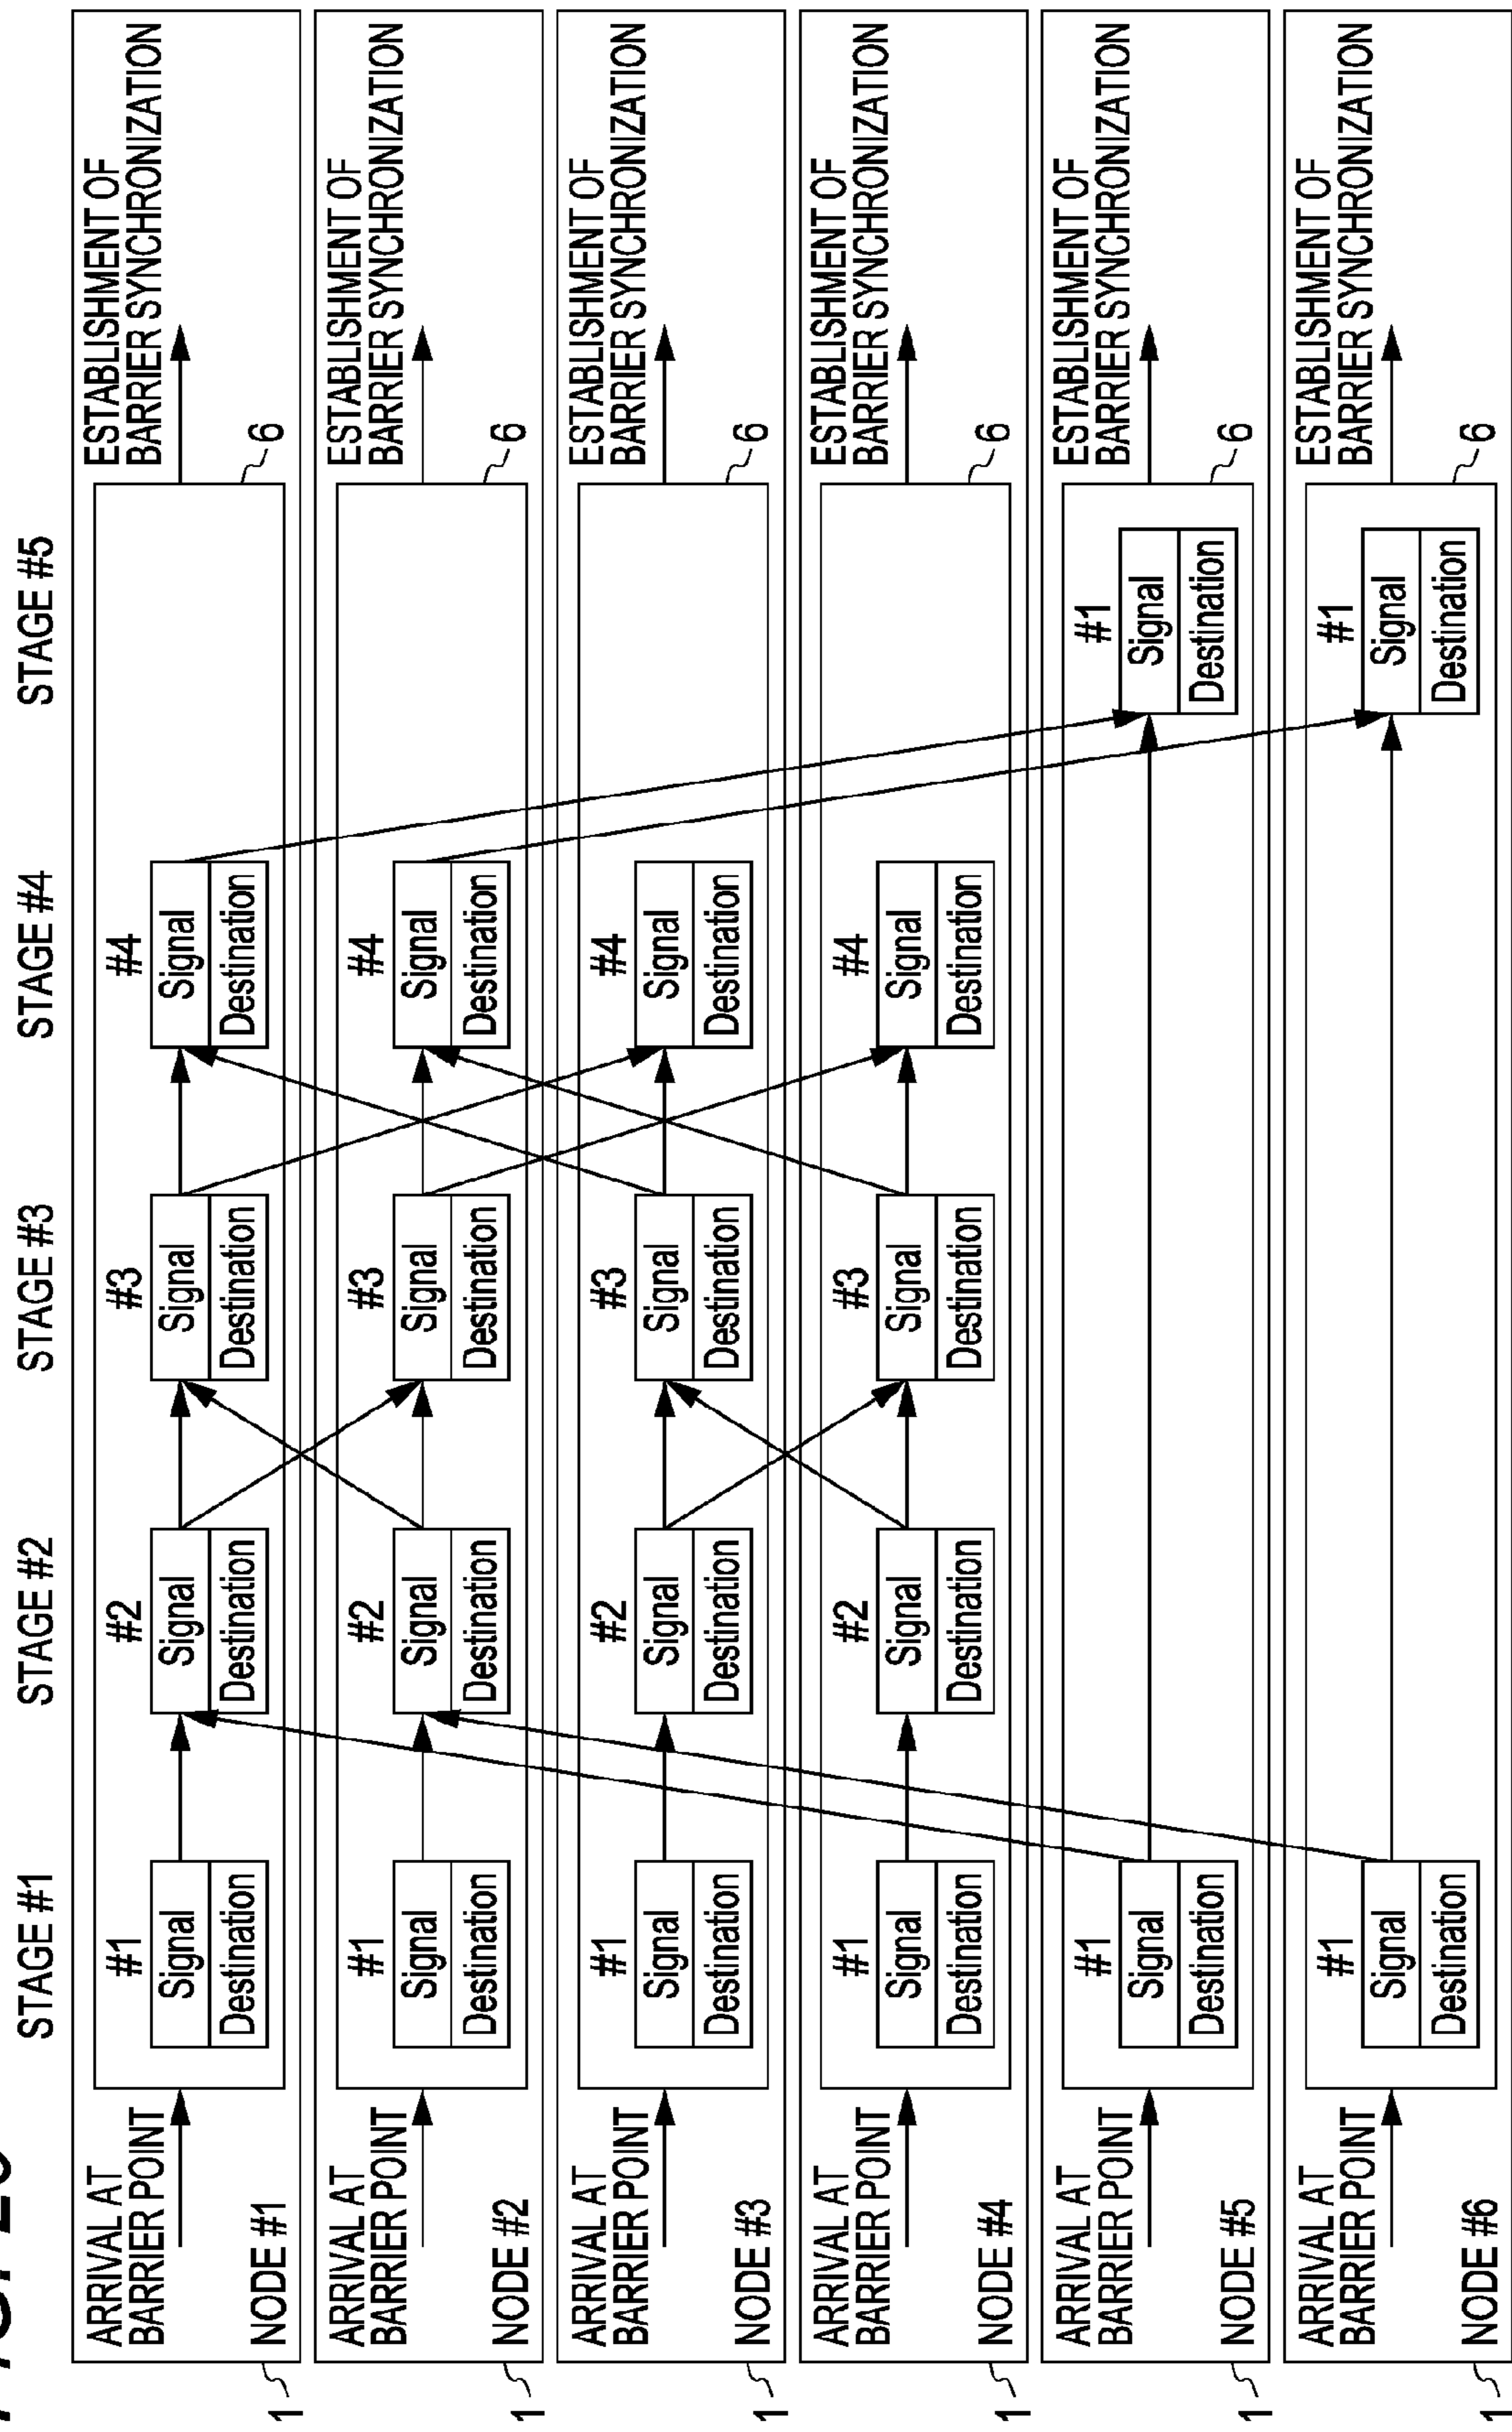 STAGE #1 STAGE #2 STAGE #3 STAGE #4 STAGE #5
ARRIVAL AT
BARRIER POINT
#1
Signal
Destination
#2
Signal
Destination
#3
Signal
Destination
#4
Signal
Destination
ESTABLISHMENT OF
BARRIER SYNCHRONIZATION
6
NODE #1
1
ARRIVAL AT
BARRIER POINT
#1
Signal
Destination
#2
Signal
Destination
#3
Signal
Destination
#4
Signal
Destination
ESTABLISHMENT OF
BARRIER SYNCHRONIZATION
6
NODE #2
1
ARRIVAL AT
BARRIER POINT
#1
Signal
Destination
#2
Signal
Destination
#3
Signal
Destination
#4
Signal
Destination
ESTABLISHMENT OF
BARRIER SYNCHRONIZATION
6
NODE #3
1
ARRIVAL AT
BARRIER POINT
#1
Signal
Destination
#2
Signal
Destination
#3
Signal
Destination
#4
Signal
Destination
ESTABLISHMENT OF
BARRIER SYNCHRONIZATION
6
NODE #4
1
ARRIVAL AT
BARRIER POINT
#1
Signal
Destination
#1
Signal
Destination
ESTABLISHMENT OF
BARRIER SYNCHRONIZATION
6
NODE #5
1
ARRIVAL AT
BARRIER POINT
#1
Signal
Destination
#1
Signal
Destination
ESTABLISHMENT OF
BARRIER SYNCHRONIZATION
6
NODE #6
1